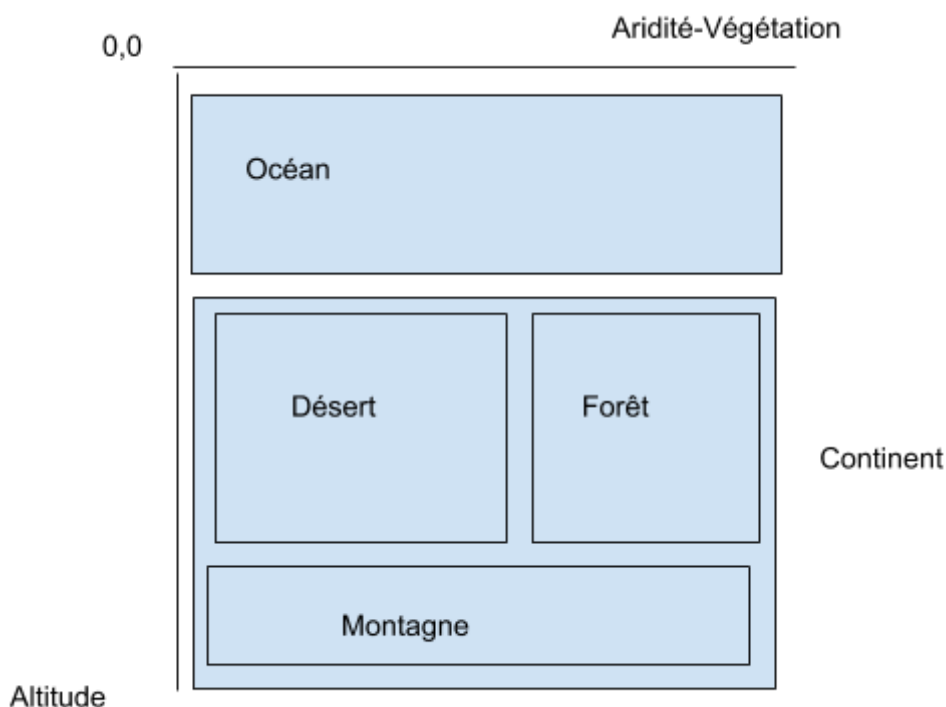 Aridité-Végétation
0,0
Océan
Désert
Forêt
Continent
Montagne
Altitude